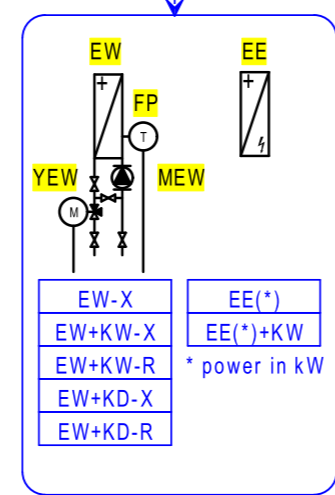 EW EE
FP
T
YEW MEW
M
EW-X EE(*)
EW+KW-X EE(*)+KW
EW+KW-R * power in kW
EW+KD-X
EW+KD-R